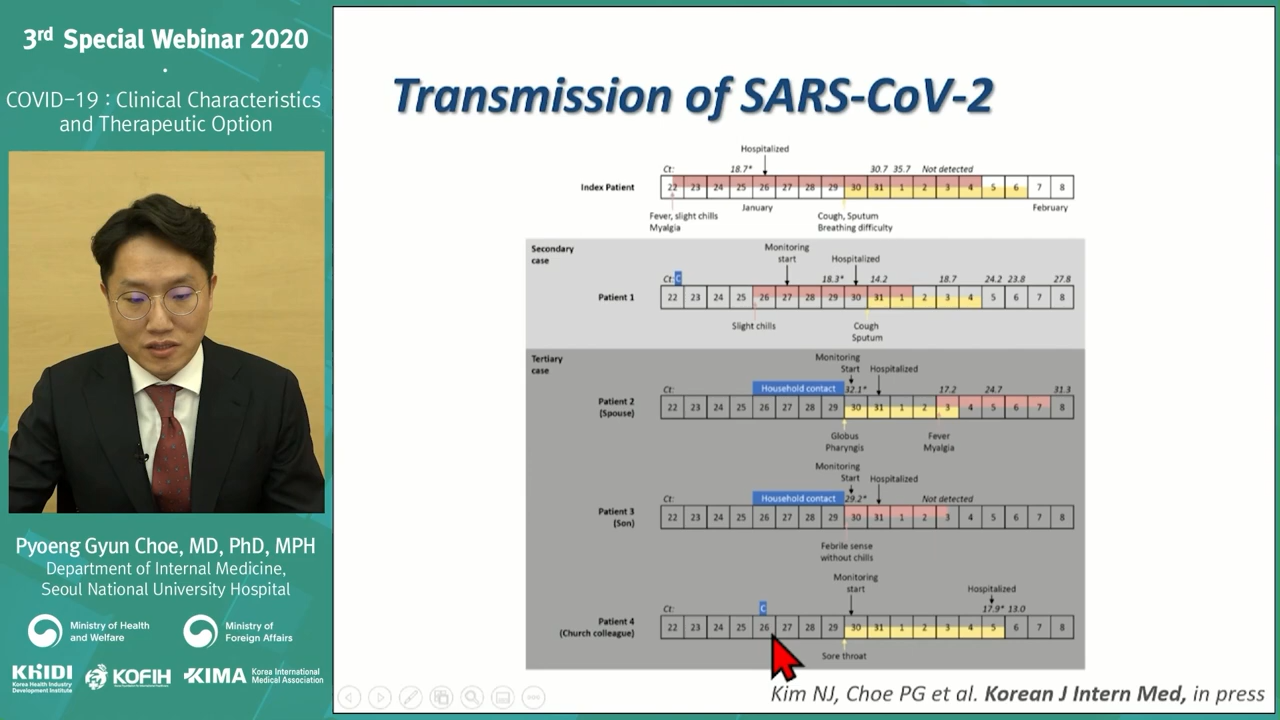 3rd Special Webinar 2020
COVID-19 : Clinical Characteristics
and Therapeutic Option
Pyoeng Gyun Choe, MD, PhD, MPH
Department of Internal Medicine,
Seoul National University Hospital
Ministry of Health
and Welfare
Ministry of
Foreign Affairs
KHIDI
Korea Health Industry
Development Institute
KOFIH
KIMA
Korea International
Medical Association
Transmission of SARS-CoV-2
Hospitalized
Ct: 18.7* 30.7 35.7 Not detected
Index Patient 22 23 24 25 26 27 28 29 30 31 1 2 3 4 5 6 7 8
January February
Fever, slight chills
Myalgia
Cough, Sputum
Breathing difficulty
Secondary
case
Monitoring
start
Hospitalized
Ct: C 18.3* 14.2 18.7 24.2 23.8 27.8
Patient 1 22 23 24 25 26 27 28 29 30 31 1 2 3 4 5 6 7 8
Slight chills
Cough
Sputum
Tertiary
case
Monitoring
Start Hospitalized
Ct: Household contact 32.1* 17.2 24.7 31.3
Patient 2
(Spouse)
22 23 24 25 26 27 28 29 30 31 1 2 3 4 5 6 7 8
Globus
Pharyngis
Fever
Myalgia
Monitoring
Start Hospitalized
Ct: Household contact 29.2* Not detected
Patient 3
(Son)
22 23 24 25 26 27 28 29 30 31 1 2 3 4 5 6 7 8
Febrile sense
without chills
Monitoring
start
Hospitalized
Ct: C 17.9* 13.0
Patient 4
(Church colleague)
22 23 24 25 26 27 28 29 30 31 1 2 3 4 5 6 7 8
Sore throat
Kim NJ, Choe PG et al. Korean J Intern Med, in press